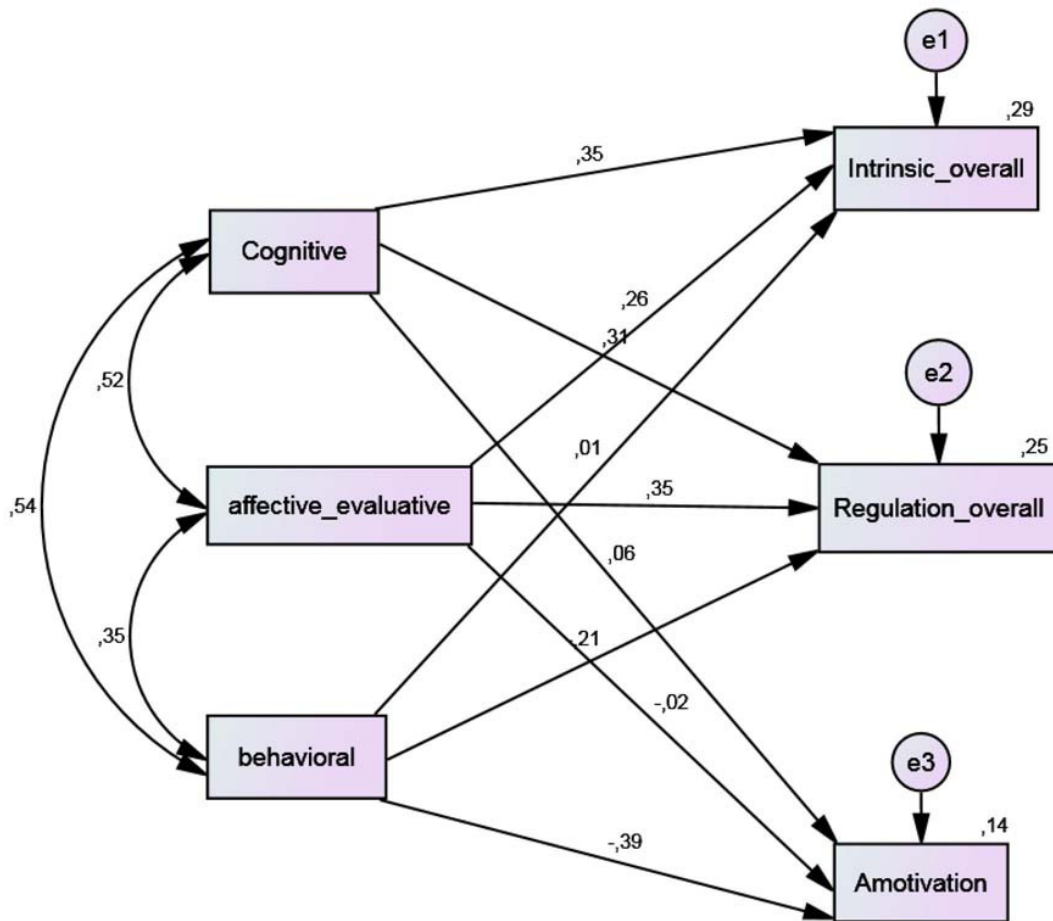 e1
,29
Intrinsic_overall
,35
Cognitive
,26
,31
e2
,52
,25
,01
Regulation_overall
,35
affective_evaluative
,54
,06
,35
-,21
-,02
behavioral
e3
,14
-,39
Amotivation